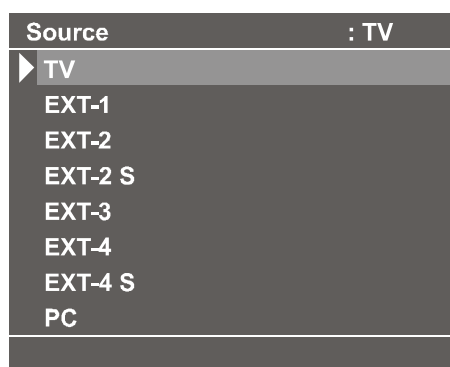 Source : TV
TV
EXT-1
EXT-2
EXT-2 S
EXT-3
EXT-4
EXT-4 S
PC